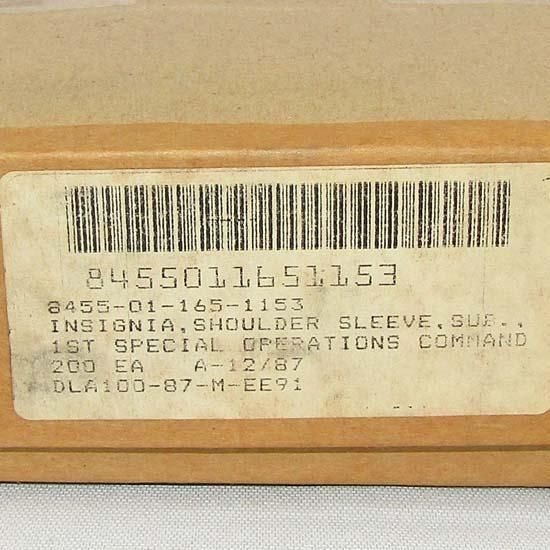 8455011651153
8455-01-165-1153
INSIGNIA,SHOULDER SLEEVE,SUB.,
1ST SPECIAL OPERATIONS COMMAND
200 EA A-12/87
DLA100-87-M-EE91